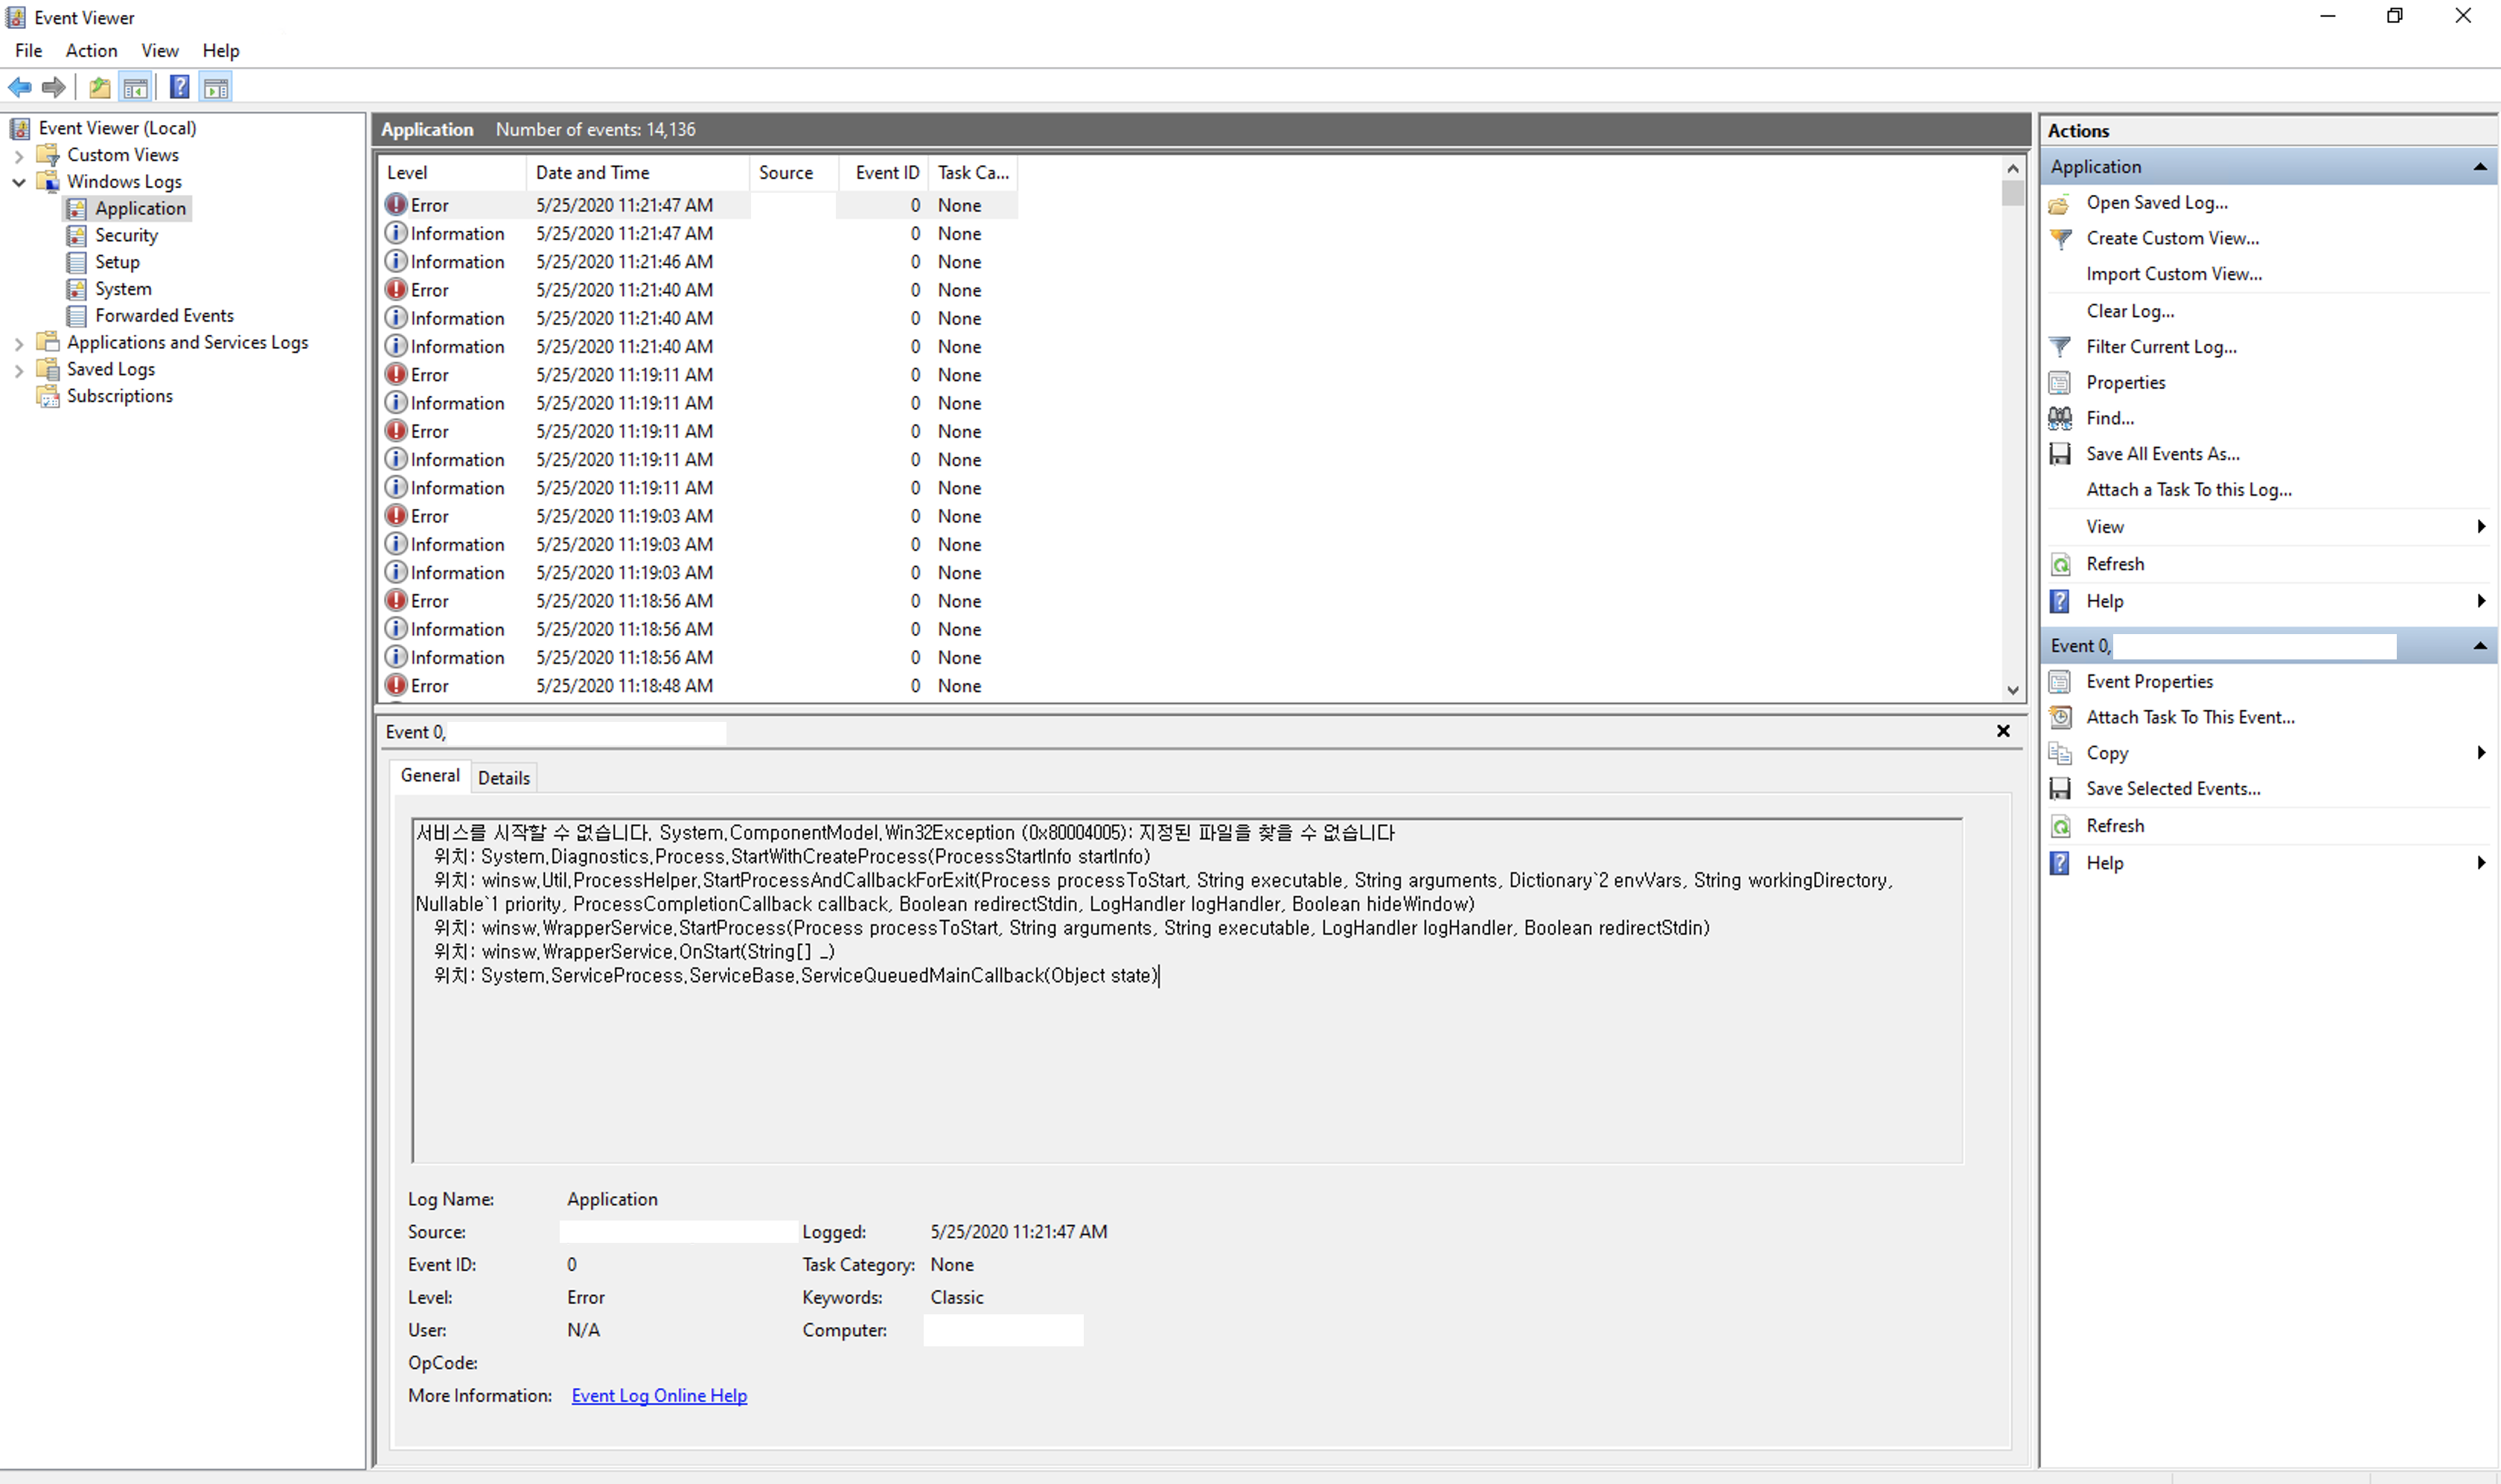 Event Viewer
File Action View Help
Event Viewer (Local)
Custom Views
Windows Logs
Application
Security
Setup
System
Forwarded Events
Applications and Services Logs
Saved Logs
Subscriptions
Application Number of events: 14,136
Level Date and Time Source Event ID Task Ca...
Error 5/25/2020 11:21:47 AM 0 None
Information 5/25/2020 11:21:47 AM 0 None
Information 5/25/2020 11:21:46 AM 0 None
Error 5/25/2020 11:21:40 AM 0 None
Information 5/25/2020 11:21:40 AM 0 None
Information 5/25/2020 11:21:40 AM 0 None
Error 5/25/2020 11:19:11 AM 0 None
Information 5/25/2020 11:19:11 AM 0 None
Error 5/25/2020 11:19:11 AM 0 None
Information 5/25/2020 11:19:11 AM 0 None
Information 5/25/2020 11:19:11 AM 0 None
Error 5/25/2020 11:19:03 AM 0 None
Information 5/25/2020 11:19:03 AM 0 None
Information 5/25/2020 11:19:03 AM 0 None
Error 5/25/2020 11:18:56 AM 0 None
Information 5/25/2020 11:18:56 AM 0 None
Information 5/25/2020 11:18:56 AM 0 None
Error 5/25/2020 11:18:48 AM 0 None
Event 0,
General Details
서비스를 시작할 수 없습니다. System.ComponentModel.Win32Exception (0x80004005): 지정된 파일을 찾을 수 없습니다
위치: System.Diagnostics.Process.StartWithCreateProcess(ProcessStartInfo startInfo)
위치: winsw.Util.ProcessHelper.StartProcessAndCallbackForExit(Process processToStart, String executable, String arguments, Dictionary`2 envVars, String workingDirectory,
Nullable`1 priority, ProcessCompletionCallback callback, Boolean redirectStdin, LogHandler logHandler, Boolean hideWindow)
위치: winsw.WrapperService.StartProcess(Process processToStart, String arguments, String executable, LogHandler logHandler, Boolean redirectStdin)
위치: winsw.WrapperService.OnStart(String[] _)
위치: System.ServiceProcess.ServiceBase.ServiceQueuedMainCallback(Object state)
Log Name: Application
Source: Logged: 5/25/2020 11:21:47 AM
Event ID: 0 Task Category: None
Level: Error Keywords: Classic
User: N/A Computer:
OpCode:
More Information: Event Log Online Help
Actions
Application
Open Saved Log...
Create Custom View...
Import Custom View...
Clear Log...
Filter Current Log...
Properties
Find...
Save All Events As...
Attach a Task To this Log...
View
Refresh
Help
Event 0,
Event Properties
Attach Task To This Event...
Copy
Save Selected Events...
Refresh
Help